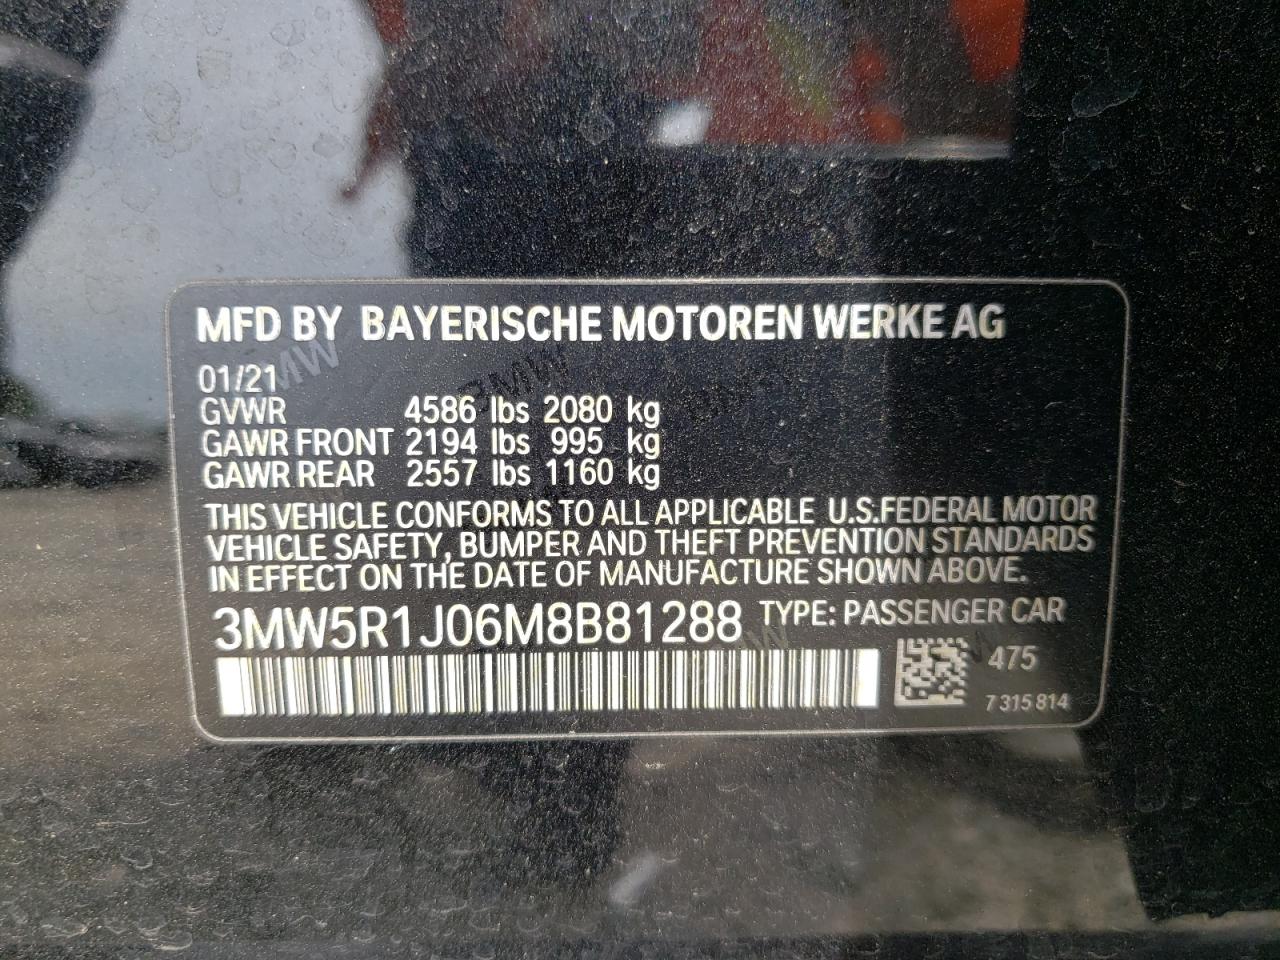 MFD BY BAYERISCHE MOTOREN WERKE AG
01/21
GVWR 4586 lbs 2080 kg
GAWR FRONT 2194 lbs 995 kg
GAWR REAR 2557 lbs 1160 kg
THIS VEHICLE CONFORMS TO ALL APPLICABLE U.S.FEDERAL MOTOR
VEHICLE SAFETY, BUMPER AND THEFT PREVENTION STANDARDS
IN EFFECT ON THE DATE OF MANUFACTURE SHOWN ABOVE.
3MW5R1J06M8B81288 TYPE: PASSENGER CAR
475
7 315 814